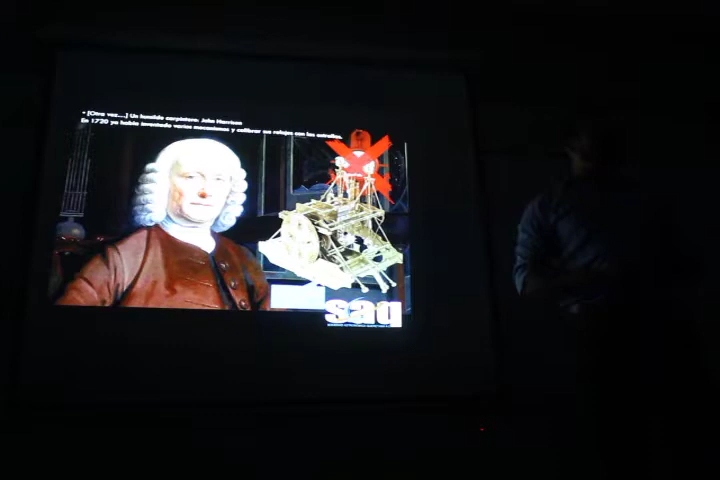 • [Otra vez....] Un humilde carpintero: John Harrison
En 1720 ya había inventado varios mecanismos y calibrar sus relojes con las estrellas.
saq